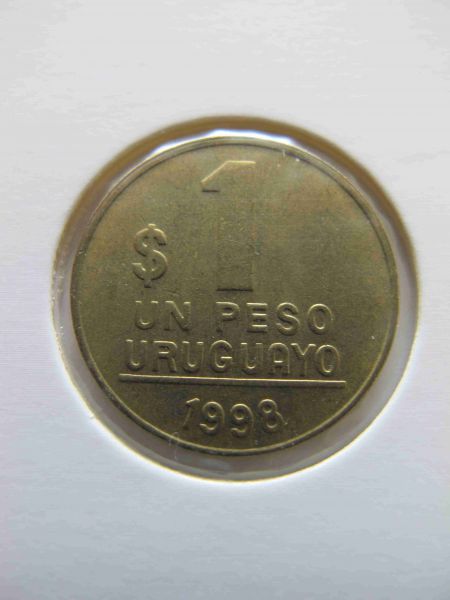 $ 1
UN PESO
URUGUAYO
1998